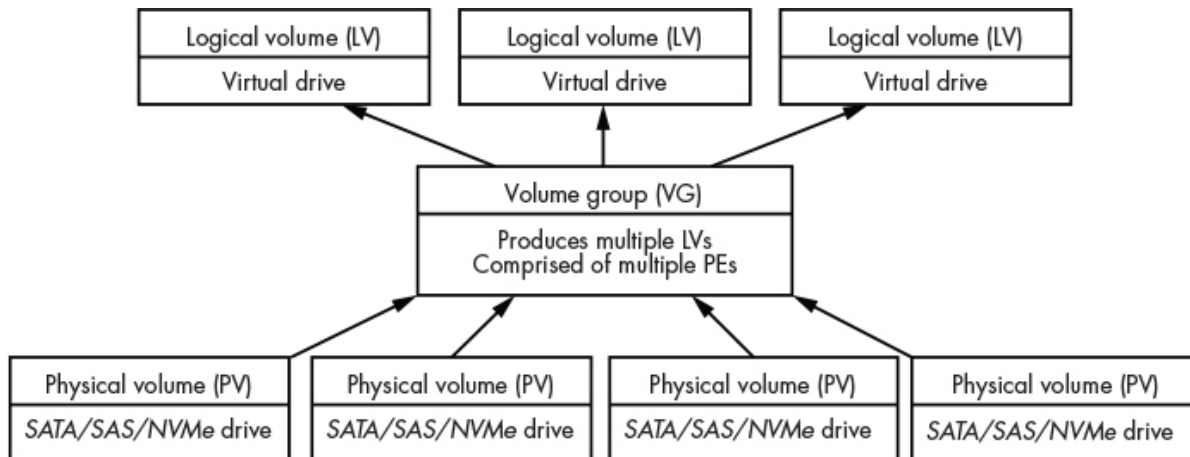 Logical volume (LV)
Virtual drive
Logical volume (LV)
Virtual drive
Logical volume (LV)
Virtual drive
Volume group (VG)
Produces multiple LVs
Comprised of multiple PEs
Physical volume (PV)
SATA/SAS/NVMe drive
Physical volume (PV)
SATA/SAS/NVMe drive
Physical volume (PV)
SATA/SAS/NVMe drive
Physical volume (PV)
SATA/SAS/NVMe drive